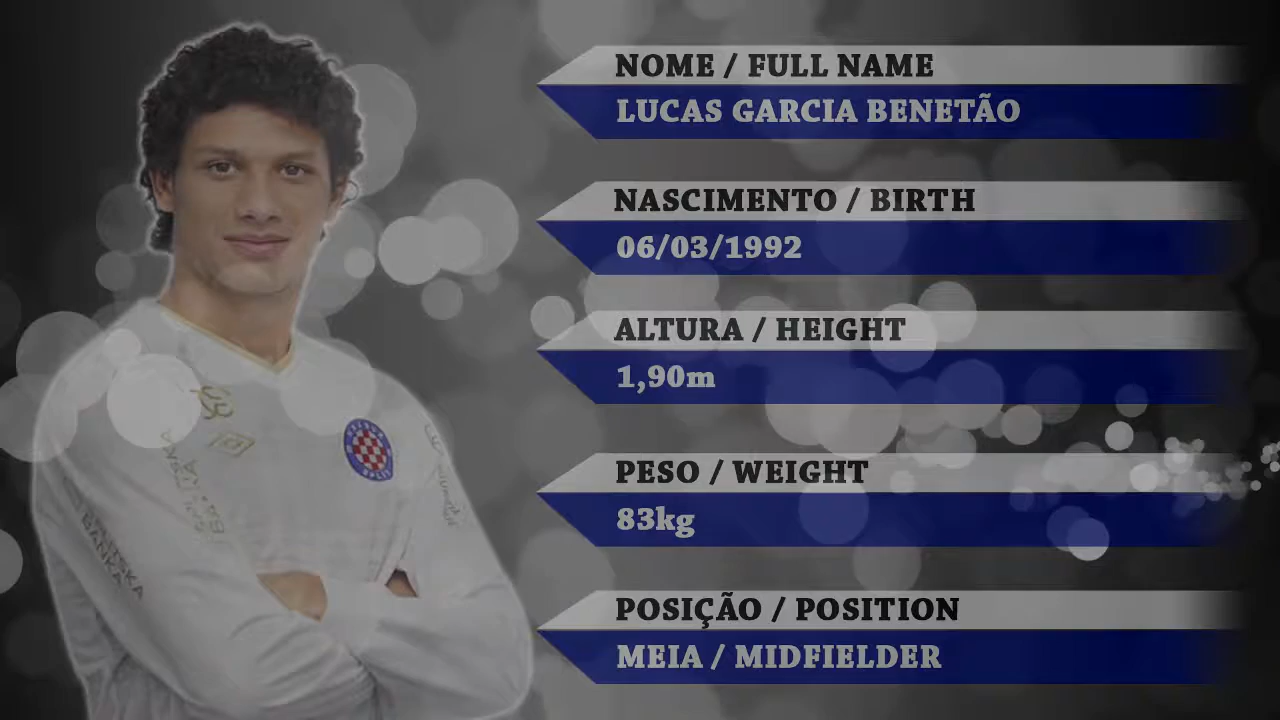 NOME / FULL NAME
LUCAS GARCIA BENETÃO
NASCIMENTO / BIRTH
06/03/1992
ALTURA / HEIGHT
1,90m
PESO / WEIGHT
83kg
POSIÇÃO / POSITION
MEIA / MIDFIELDER
BANKA